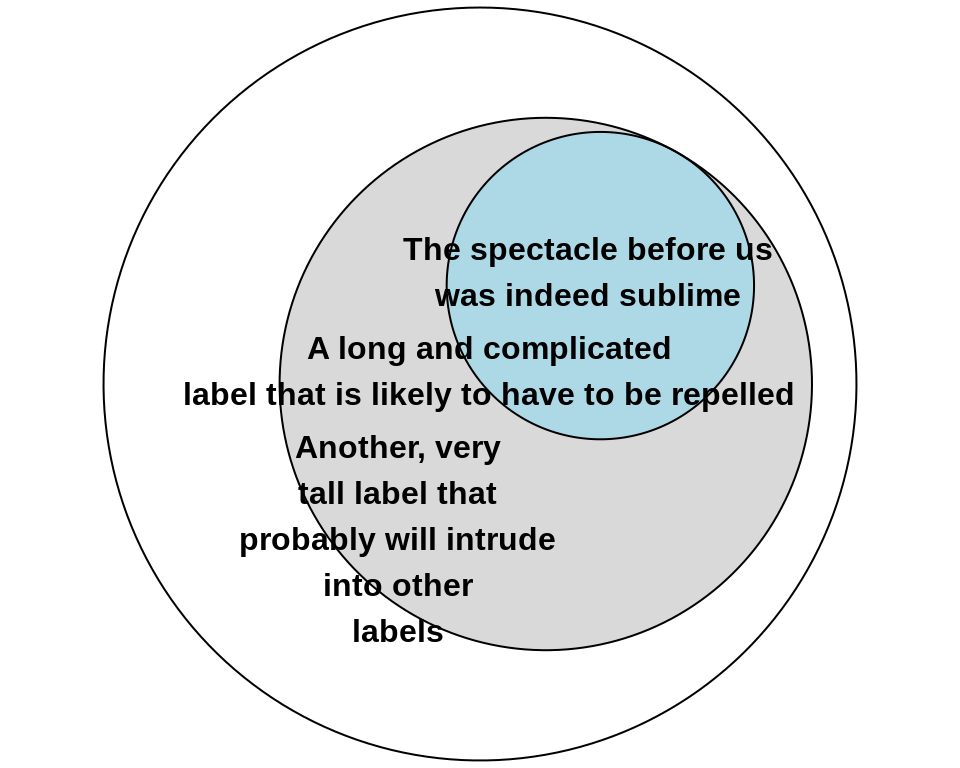 The spectacle before us
was indeed sublime
A long and complicated
label that is likely to have to be repelled
Another, very
tall label that
probably will intrude
into other
labels